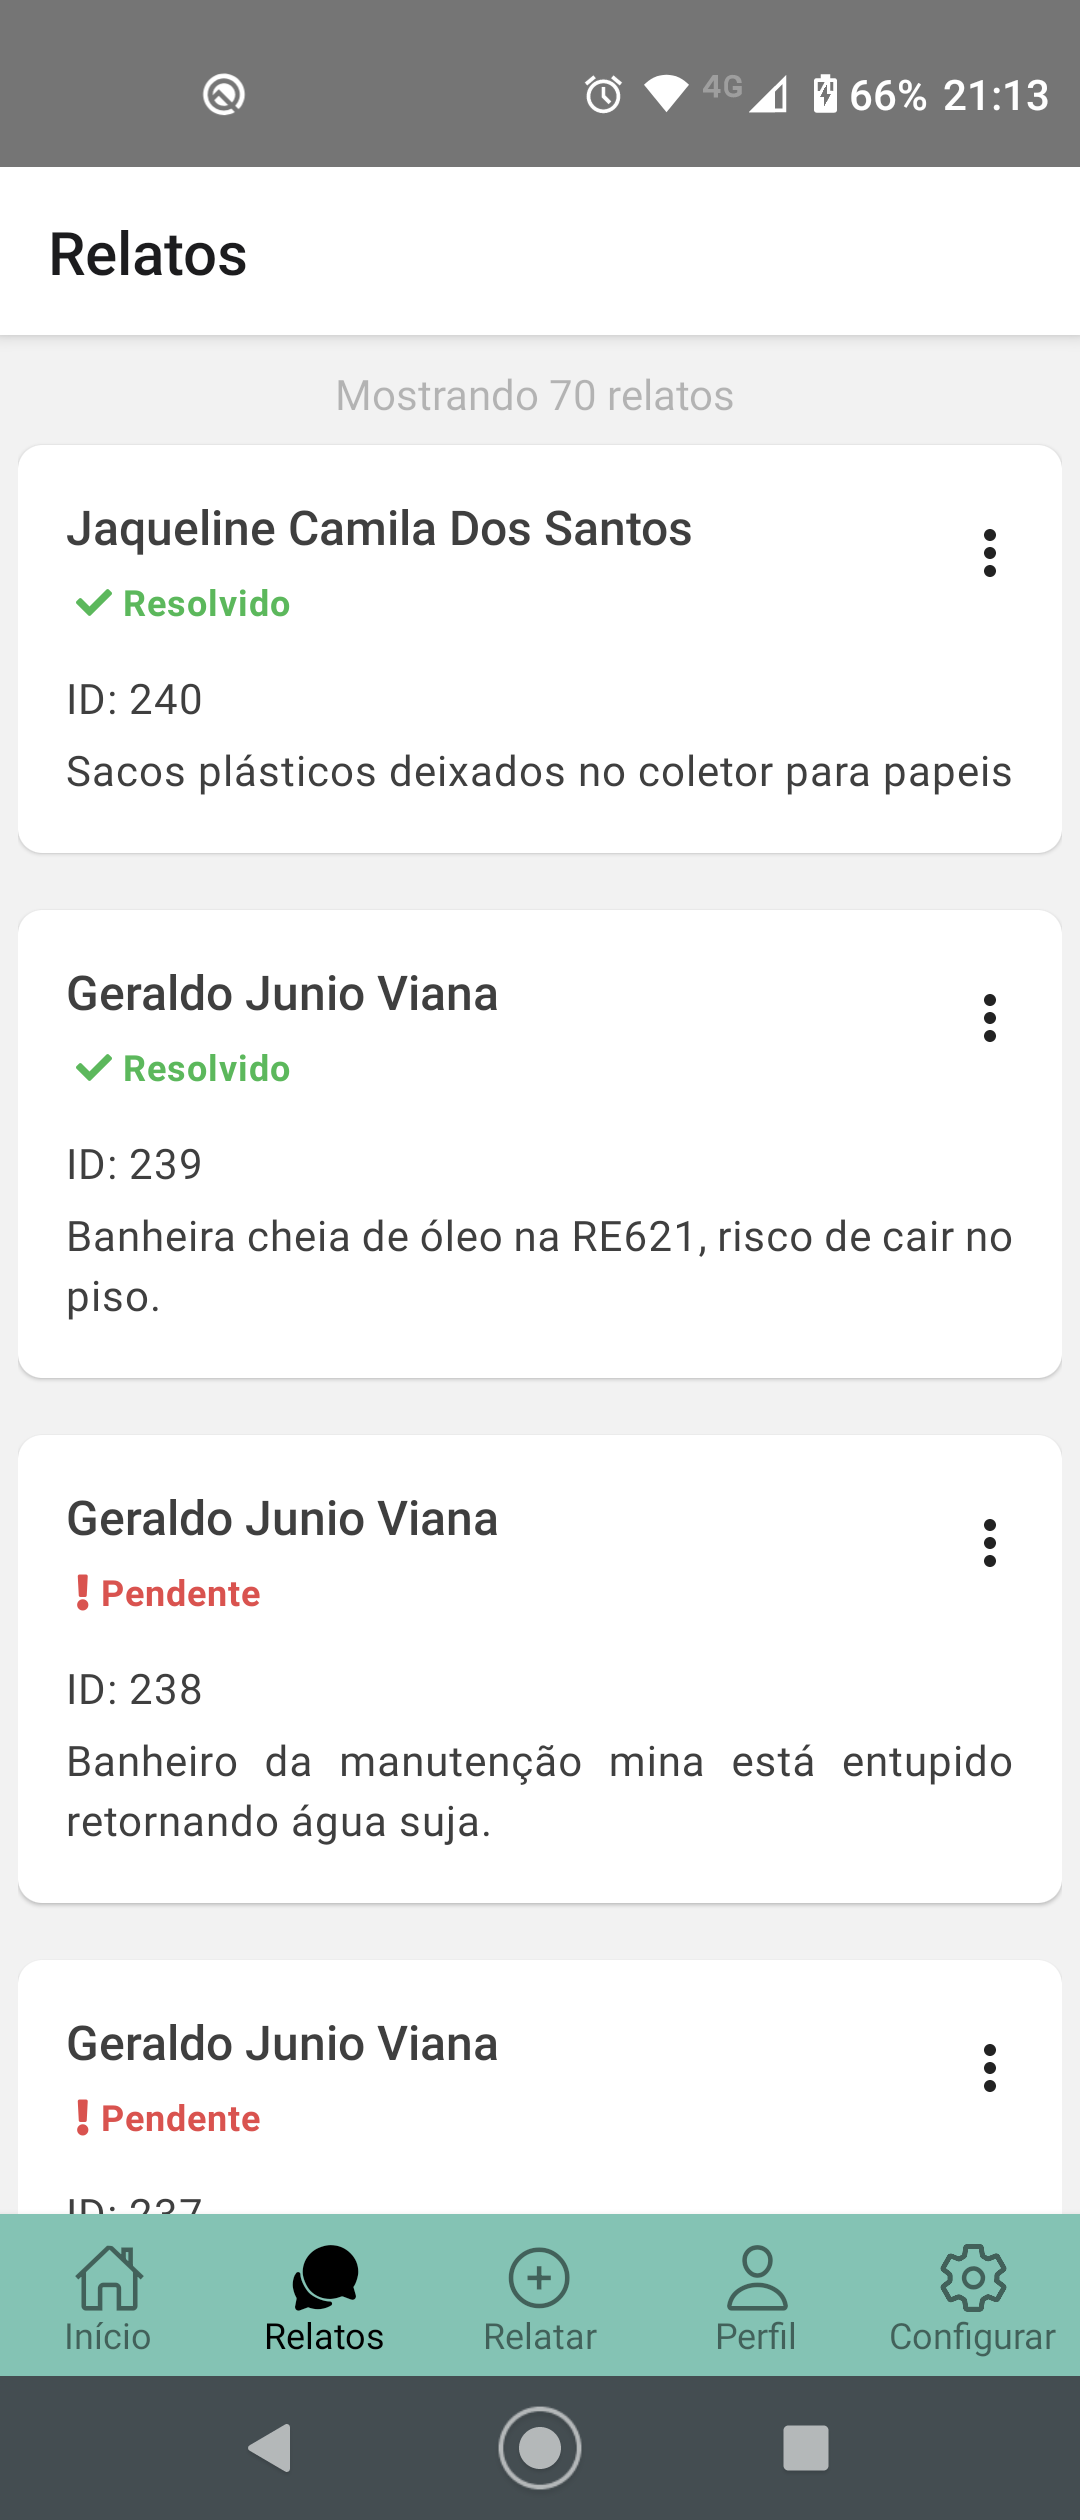 4G 66% 21:13
Relatos
Mostrando 70 relatos
Jaqueline Camila Dos Santos
Resolvido
ID: 240
Sacos plásticos deixados no coletor para papeis
Geraldo Junio Viana
Resolvido
ID: 239
Banheira cheia de óleo na RE621, risco de cair no
piso.
Geraldo Junio Viana
Pendente
ID: 238
Banheiro da manutenção mina está entupido
retornando água suja.
Geraldo Junio Viana
Pendente
ID: 237
Início Relatos Relatar Perfil Configurar